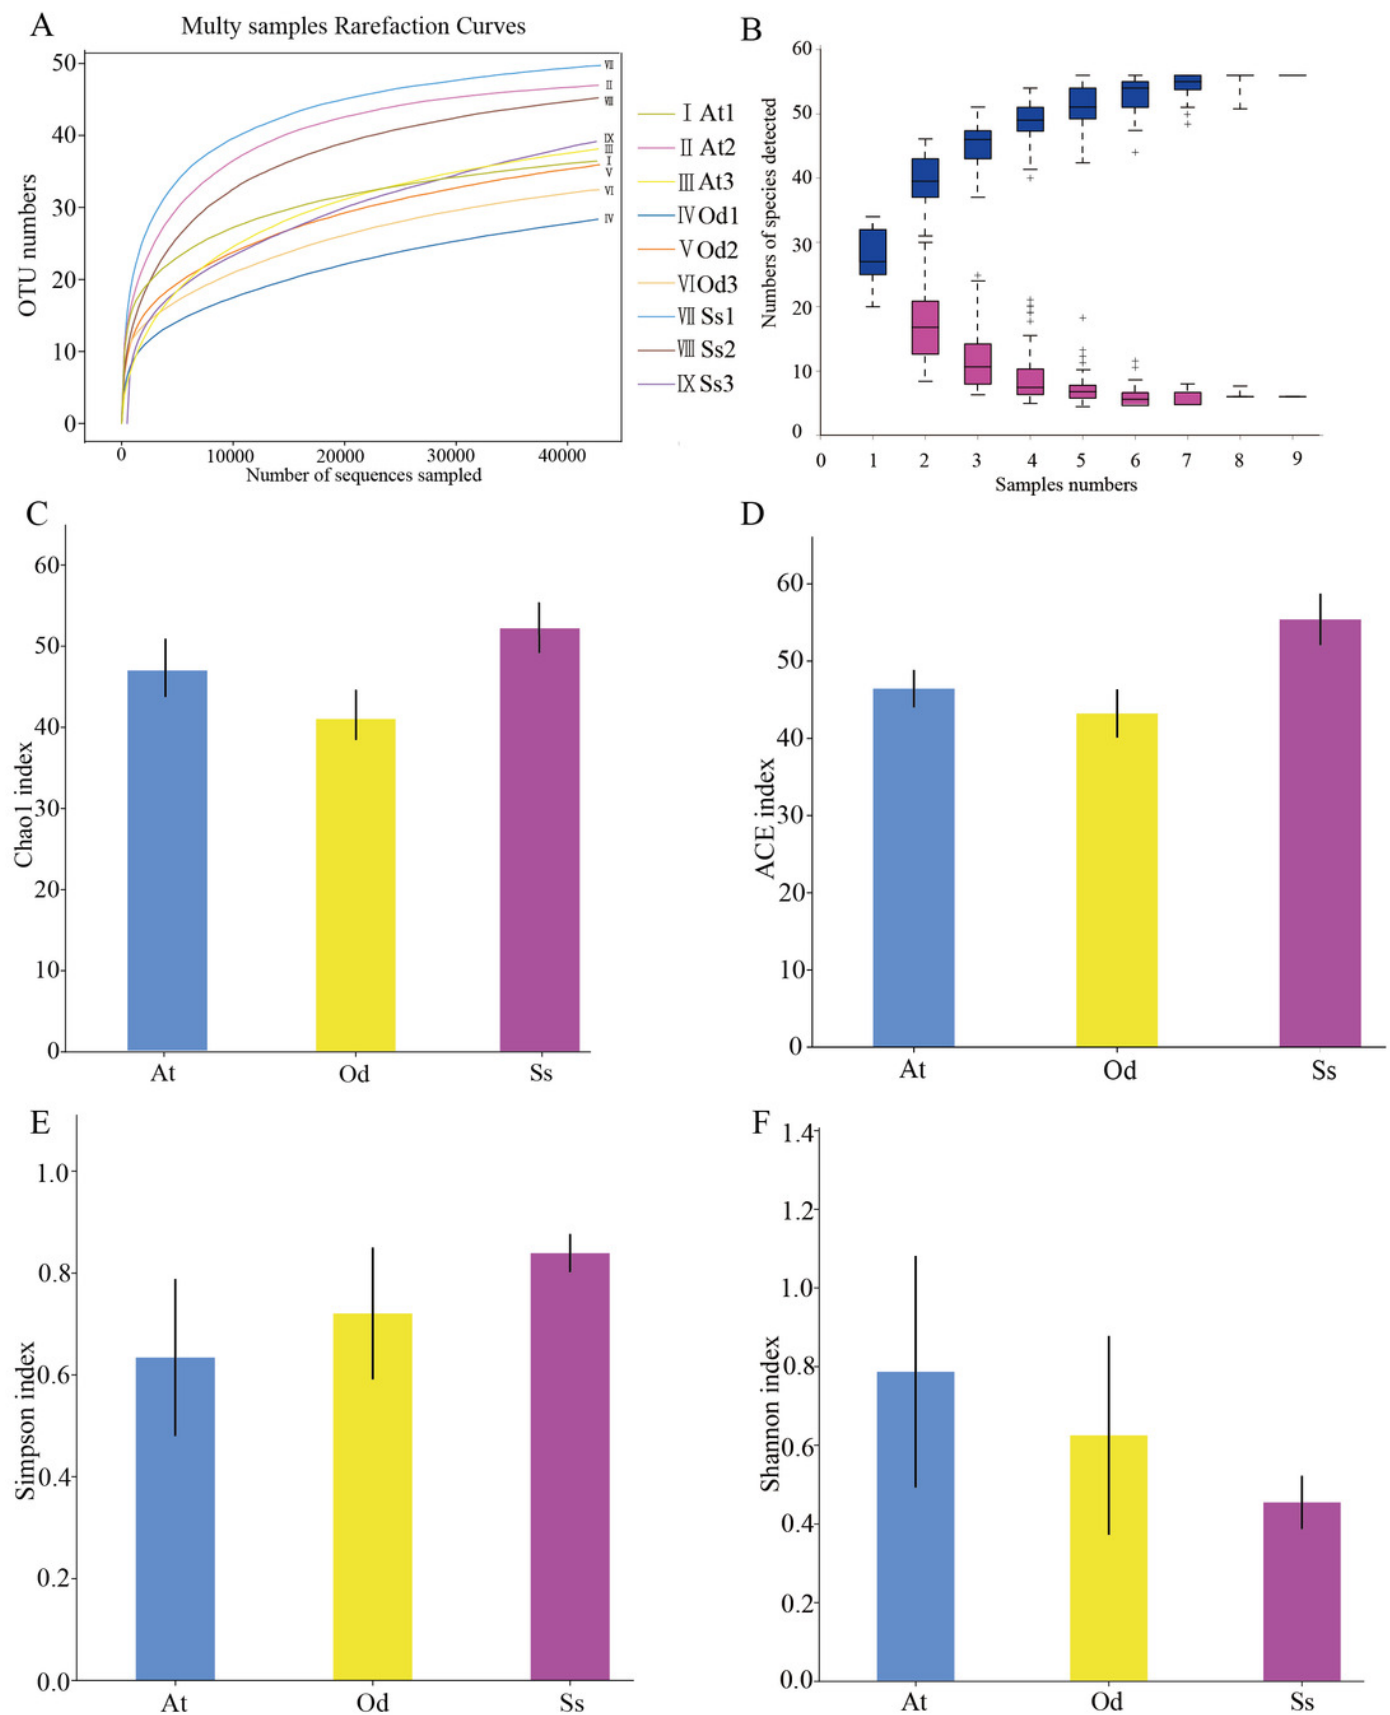 A
Multy samples Rarefaction Curves
OTU numbers
50
40
30
20
10
0
0 10000 20000 30000 40000
Number of sequences sampled
Ⅶ
Ⅱ
Ⅷ
Ⅸ
Ⅲ
Ⅰ
Ⅴ
Ⅵ
Ⅳ
Ⅰ At1
Ⅱ At2
Ⅲ At3
Ⅳ Od1
Ⅴ Od2
Ⅵ Od3
Ⅶ Ss1
Ⅷ Ss2
Ⅸ Ss3
B
Numbers of species detected
60
50
40
30
20
10
0
0 1 2 3 4 5 6 7 8 9
Samples numbers
C
Chao1 index
60
50
40
30
20
10
0
At Od Ss
D
ACE index
60
50
40
30
20
10
0
At Od Ss
E
Simpson index
1.0
0.8
0.6
0.4
0.2
0.0
At Od Ss
F
Shannon index
1.4
1.2
1.0
0.8
0.6
0.4
0.2
0.0
At Od Ss